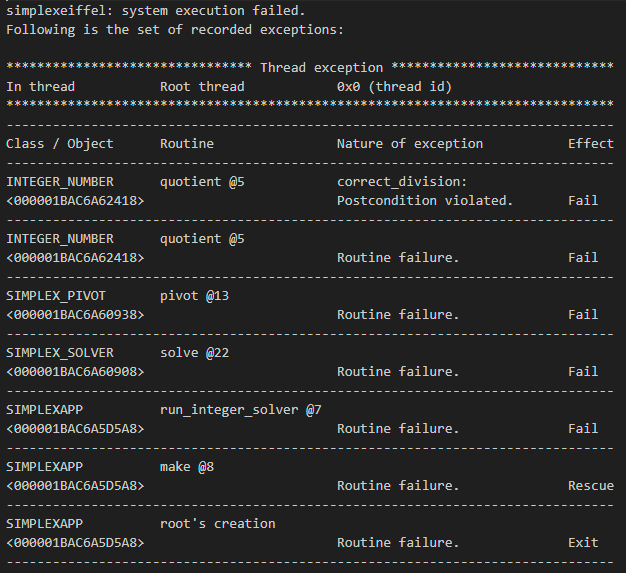 simplexeiffel: system execution failed.
Following is the set of recorded exceptions:
******************************** Thread exception *****************************
In thread           Root thread            0x0 (thread id)
*******************************************************************************
-------------------------------------------------------------------------------
Class / Object      Routine                Nature of exception           Effect
-------------------------------------------------------------------------------
INTEGER_NUMBER      quotient @5            correct_division:
<000001BAC6A62418>                         Postcondition violated.       Fail
-------------------------------------------------------------------------------
INTEGER_NUMBER      quotient @5
<000001BAC6A62418>                         Routine failure.              Fail
-------------------------------------------------------------------------------
SIMPLEX_PIVOT       pivot @13
<000001BAC6A60938>                         Routine failure.              Fail
-------------------------------------------------------------------------------
SIMPLEX_SOLVER      solve @22
<000001BAC6A60908>                         Routine failure.              Fail
-------------------------------------------------------------------------------
SIMPLEXAPP          run_integer_solver @7
<000001BAC6A5D5A8>                         Routine failure.              Fail
-------------------------------------------------------------------------------
SIMPLEXAPP          make @8
<000001BAC6A5D5A8>                         Routine failure.              Rescue
-------------------------------------------------------------------------------
SIMPLEXAPP          root's creation
<000001BAC6A5D5A8>                         Routine failure.              Exit
-------------------------------------------------------------------------------